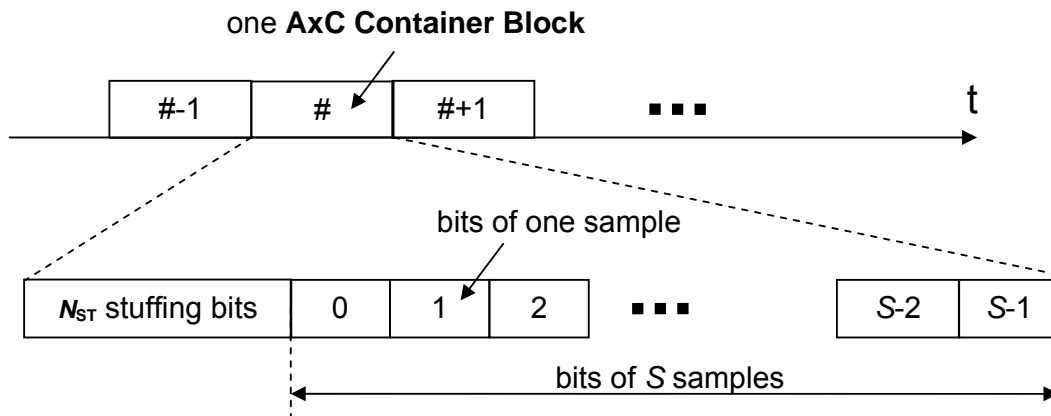 one AxC Container Block
#-1 # #+1 ■■■ t
bits of one sample
NST stuffing bits 0 1 2 ■■■ S-2 S-1
bits of S samples